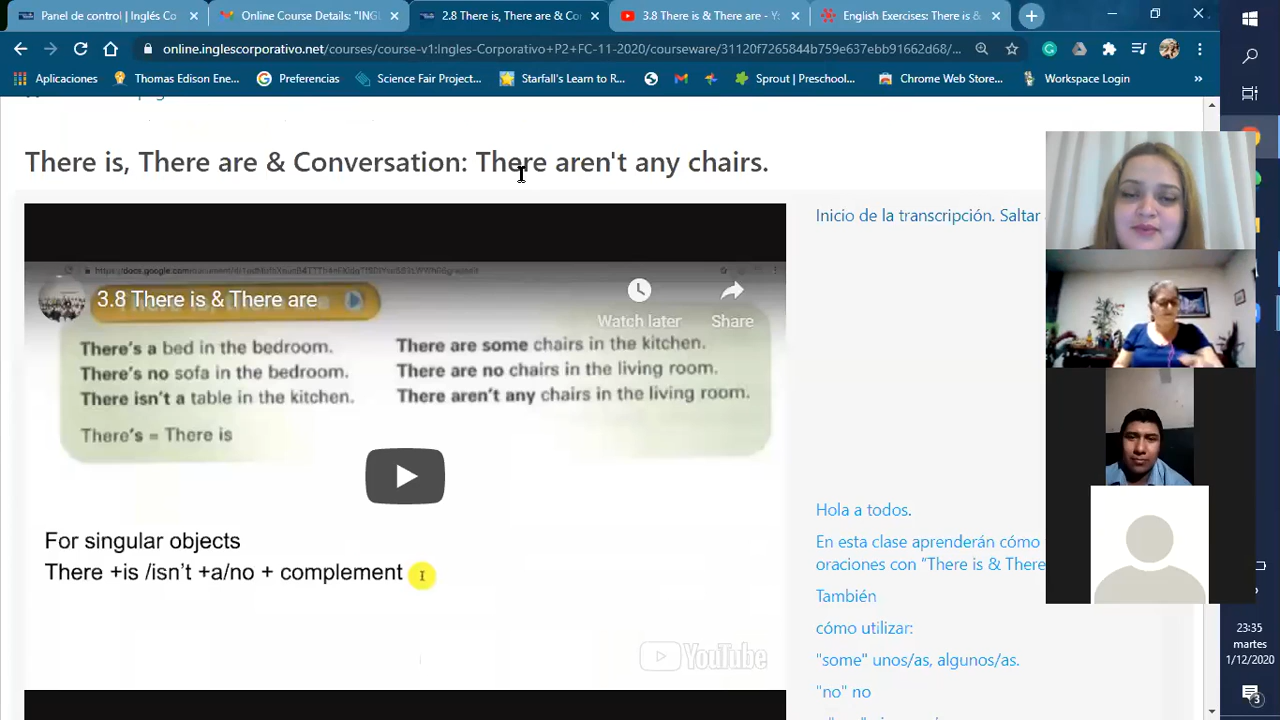 Panel de control | Inglés Co
Online Course Details: "INGL
2.8 There is, There are & Co
3.8 There is & There are - Y
English Exercises: There is &
online.inglescorporativo.net/courses/course-v1:Ingles-Corporativo+P2+FC-11-2020/courseware/31120f7265844b759e637ebb91662d68/...
Aplicaciones
Thomas Edison Ene...
Preferencias
Science Fair Project...
Starfall's Learn to R...
Sprout | Preschool...
Chrome Web Store...
Workspace Login
There is, There are & Conversation: There aren't any chairs.
3.8 There is & There are
Watch later
Share
There's a bed in the bedroom.
There's no sofa in the bedroom.
There isn't a table in the kitchen.
There's = There is
There are some chairs in the kitchen.
There are no chairs in the living room.
There aren't any chairs in the living room.
For singular objects
There +is /isn't +a/no + complement
YouTube
Inicio de la transcripción. Saltar
Hola a todos.
En esta clase aprenderán cómo
oraciones con "There is & There
También
cómo utilizar:
"some" unos/as, algunos/as.
"no" no
23:35
martes
1/12/2020
3